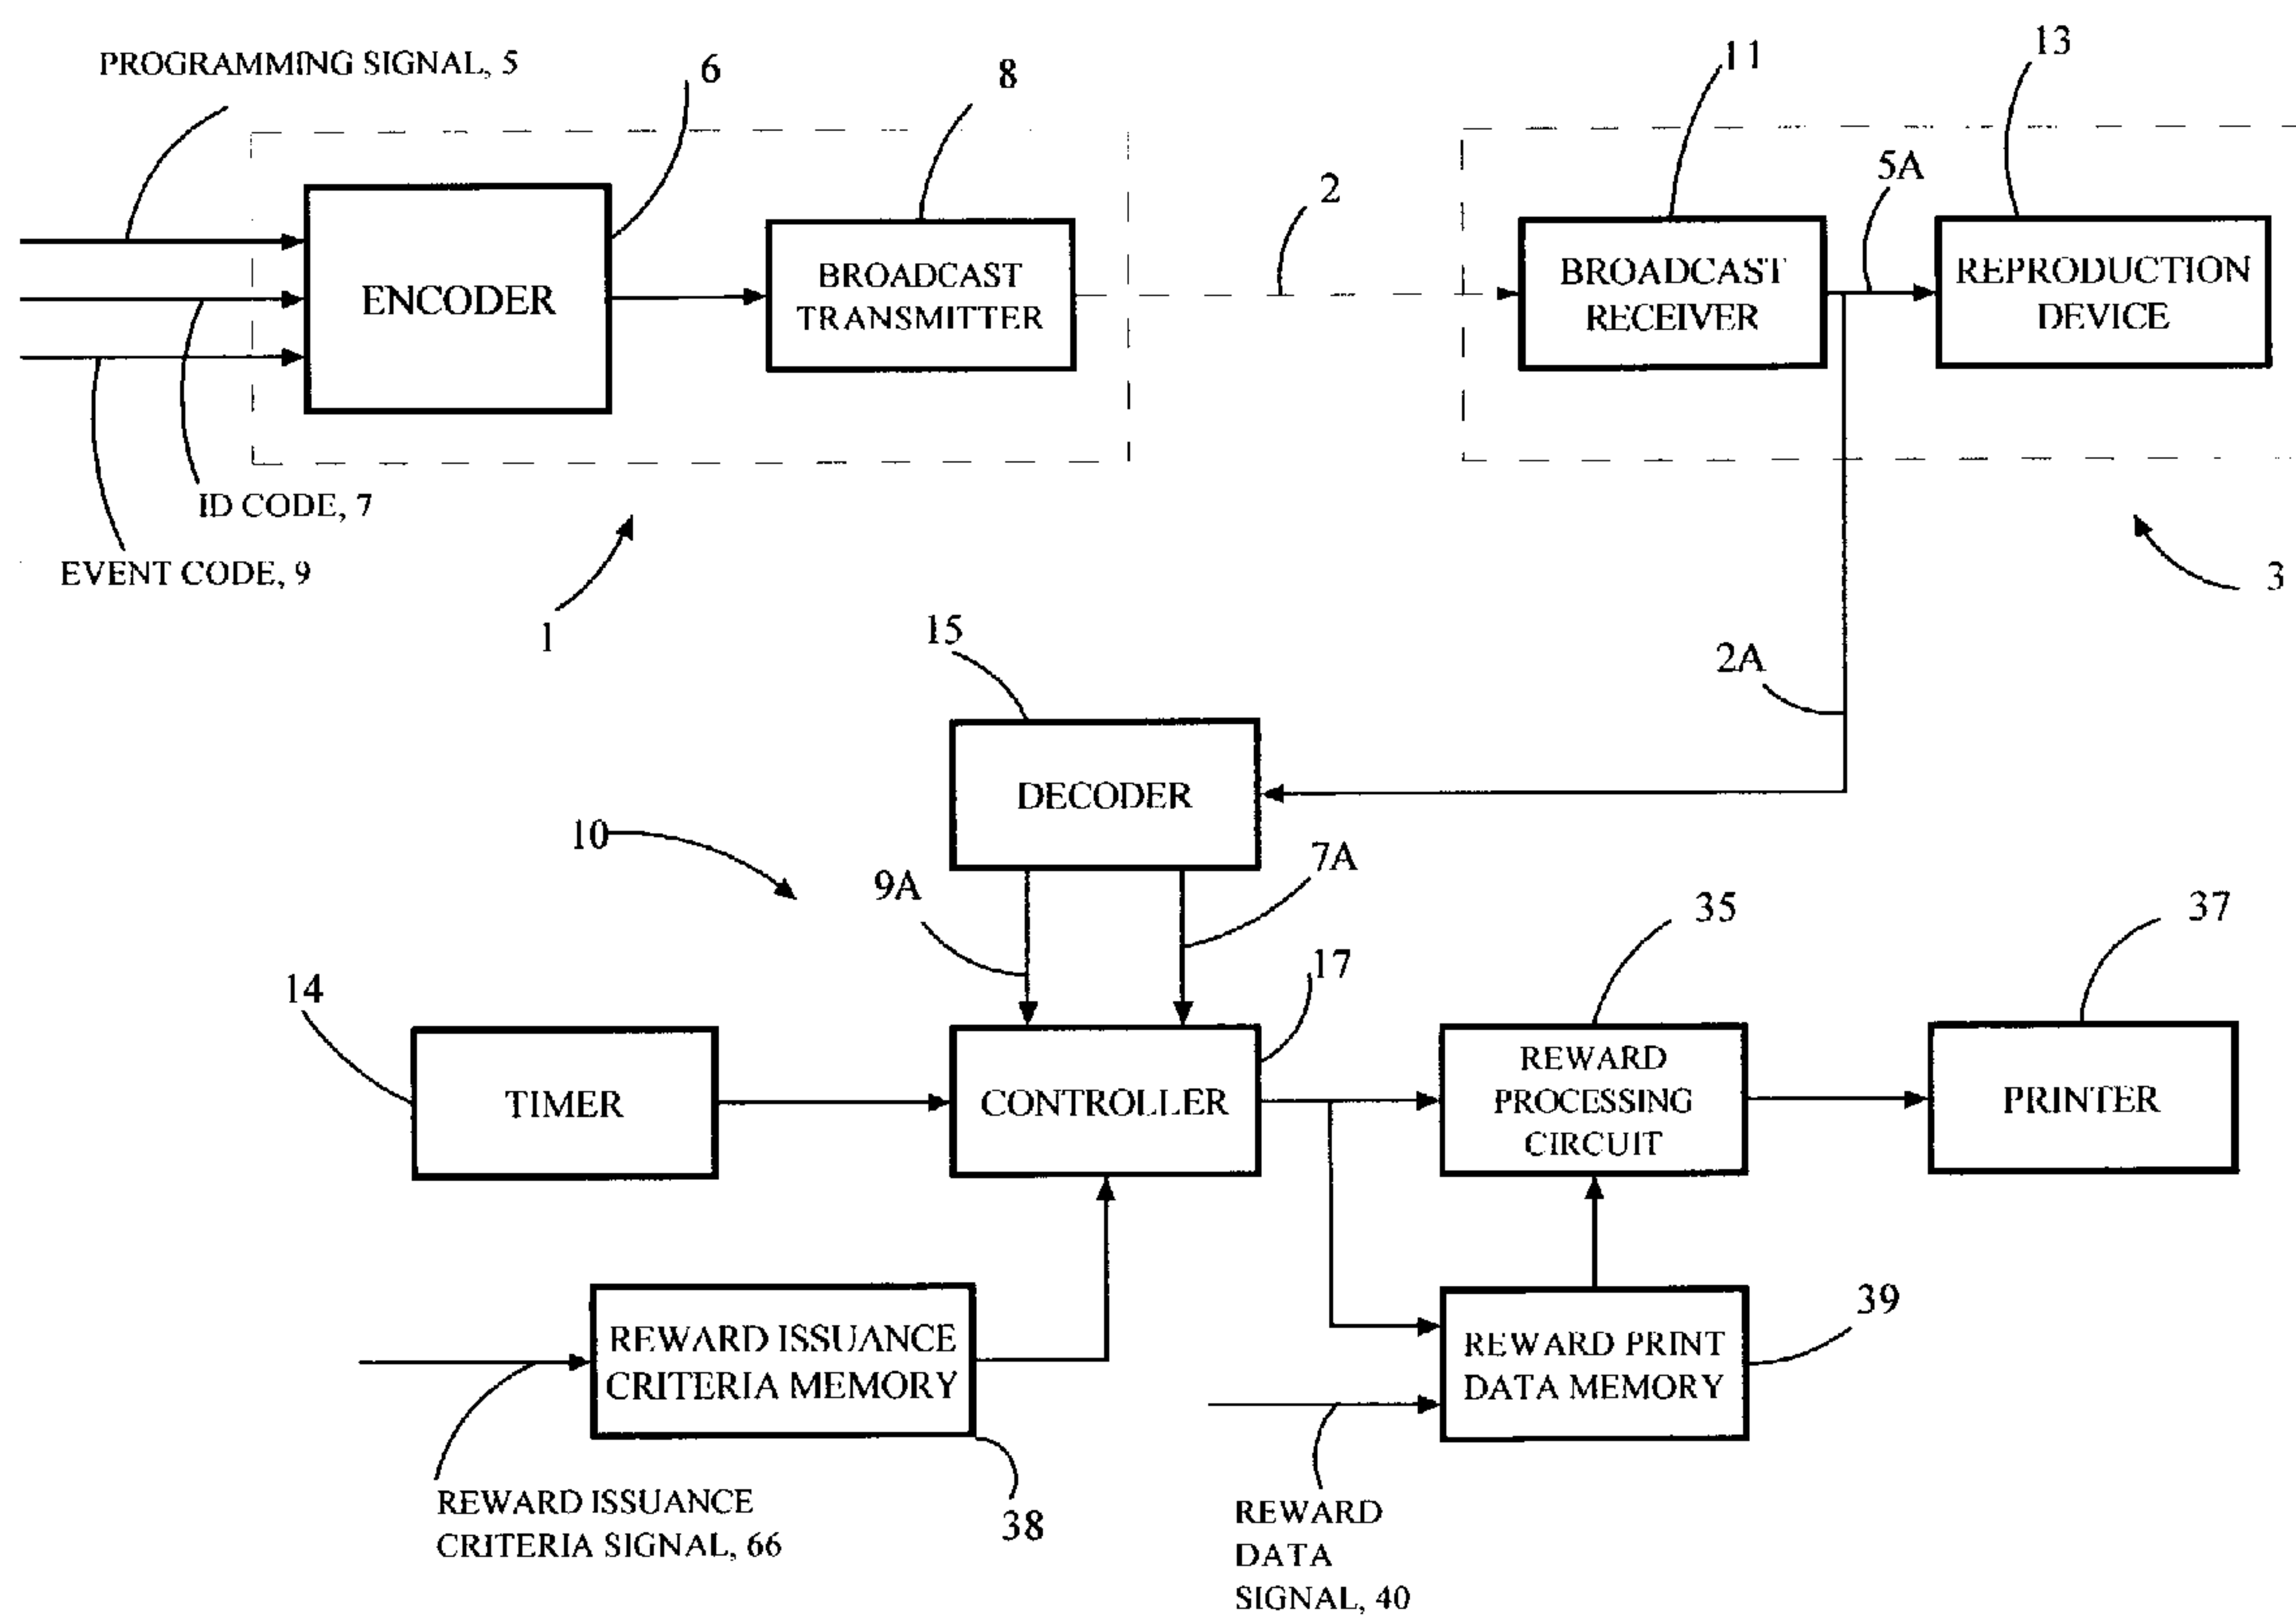 PROGRAMMING SIGNAL, 5
6
8
11
13
5A
2
ENCODER
BROADCAST
TRANSMITTER
BROADCAST
RECEIVER
REPRODUCTION
DEVICE
ID CODE, 7
EVENT CODE, 9
1
3
15
2A
DECODER
10
9A
7A
35
37
14
17
TIMER
CONTROLLER
REWARD
PROCESSING
CIRCUIT
PRINTER
39
REWARD ISSUANCE
CRITERIA MEMORY
REWARD PRINT
DATA MEMORY
REWARD ISSUANCE
CRITERIA SIGNAL, 66
38
REWARD
DATA
SIGNAL, 40